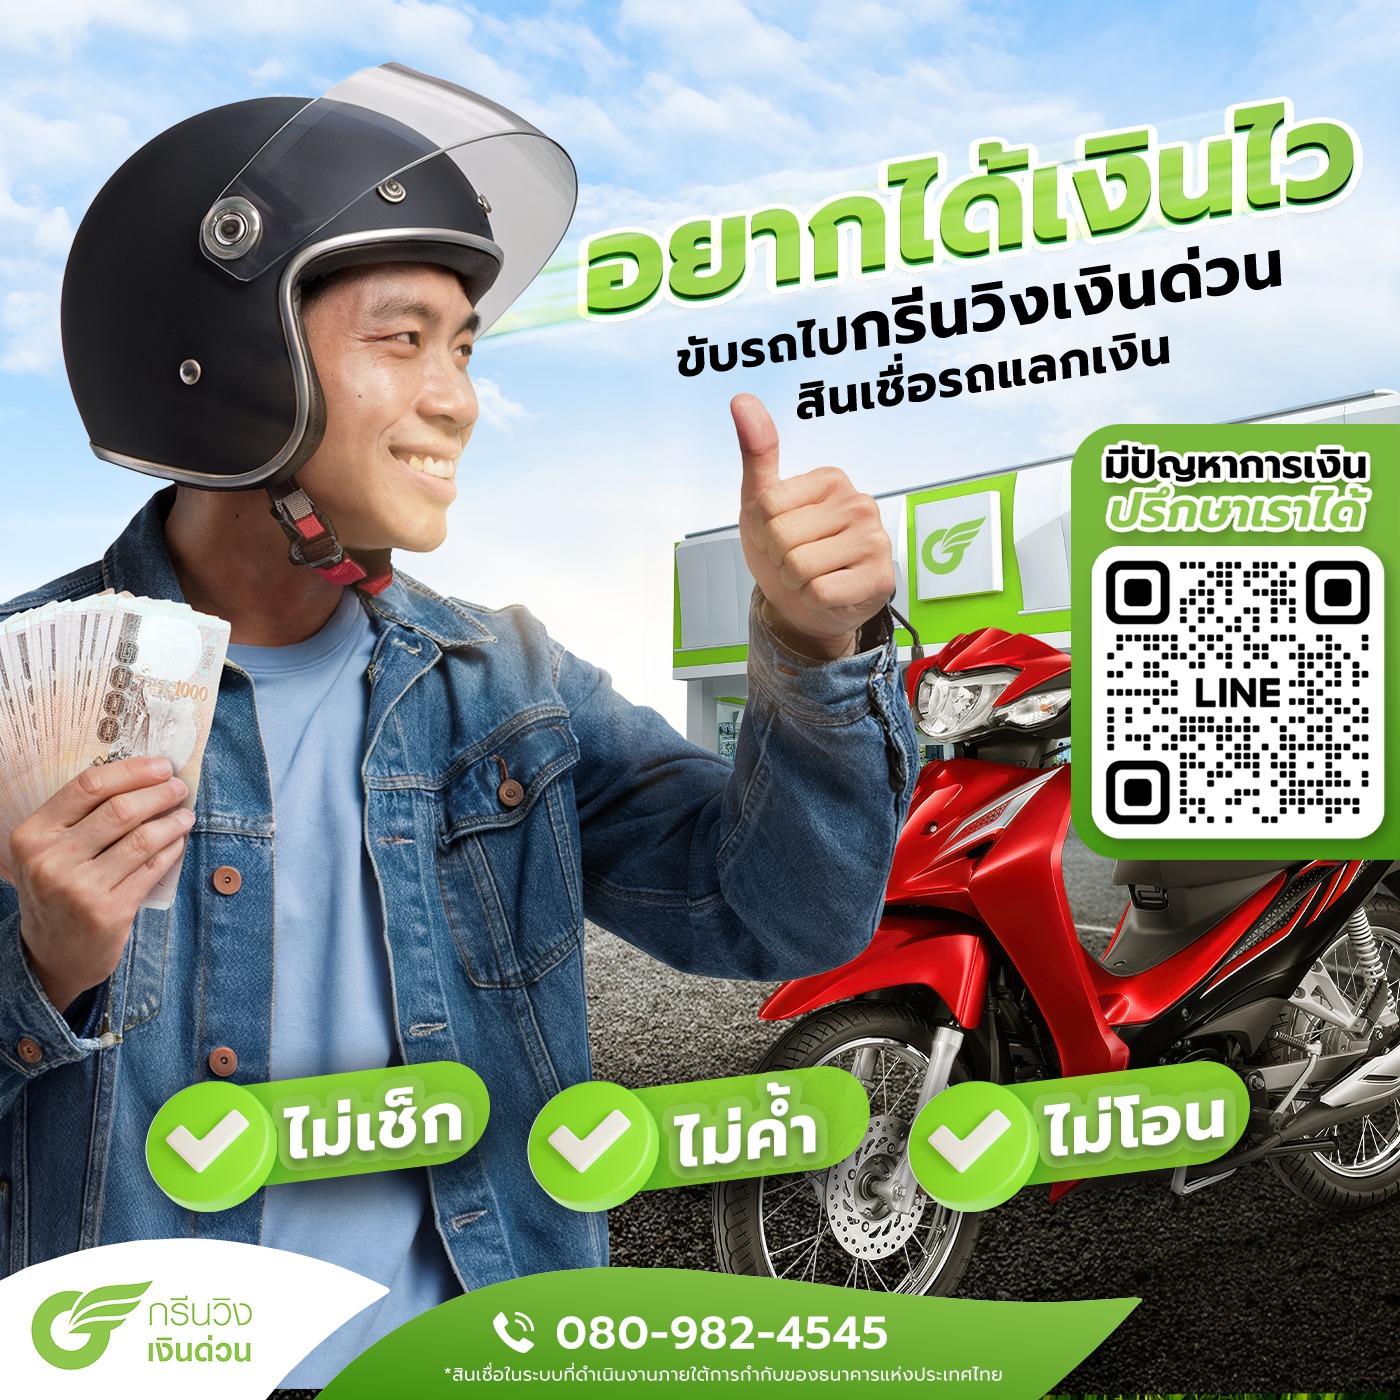 อยากได้เงินไว
ขับรถไปกรีนวิงเงินด่วน
สินเชื่อรถแลกเงิน
มีปัญหาการเงิน
ปรึกษาเราได้
LINE
1000
ไม่เช็ก
ไม่ค้ำ
ไม่โอน
กรีนวิง
เงินด่วน
080-982-4545
*สินเชื่อในระบบที่ดำเนินงานภายใต้การกำกับของธนาคารแห่งประเทศไทย